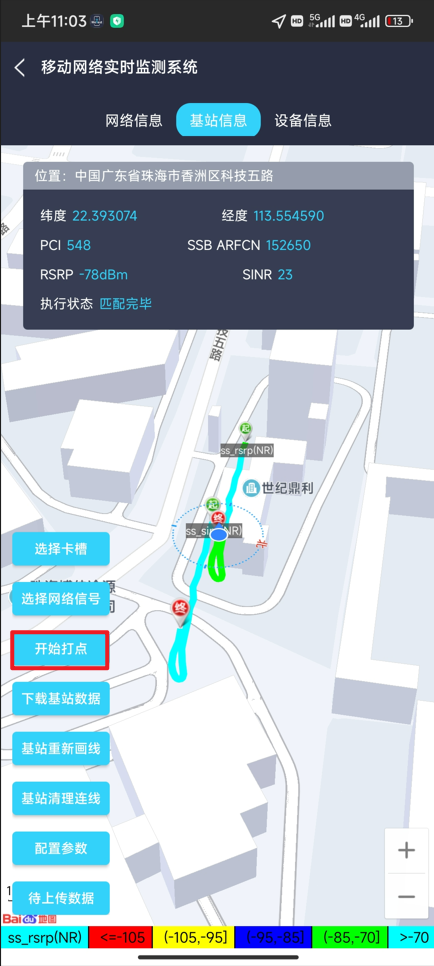 上午11:03 HD 5G HD 4G 13
移动网络实时监测系统
网络信息 基站信息 设备信息
位置：中国广东省珠海市香洲区科技五路
纬度 22.393074 经度 113.554590
PCI 548 SSB ARFCN 152650
RSRP -78dBm SINR 23
执行状态 匹配完毕
技五路
起
ss_rsrp(NR)
世纪鼎利
起
终
选择卡槽
选择网络信号
终
开始打点
下载基站数据
基站重新画线
基站清理连线
配置参数
+
待上传数据
−
Bai 地图
ss_rsrp(NR) <=-105 (-105,-95] (-95,-85] (-85,-70] >-70